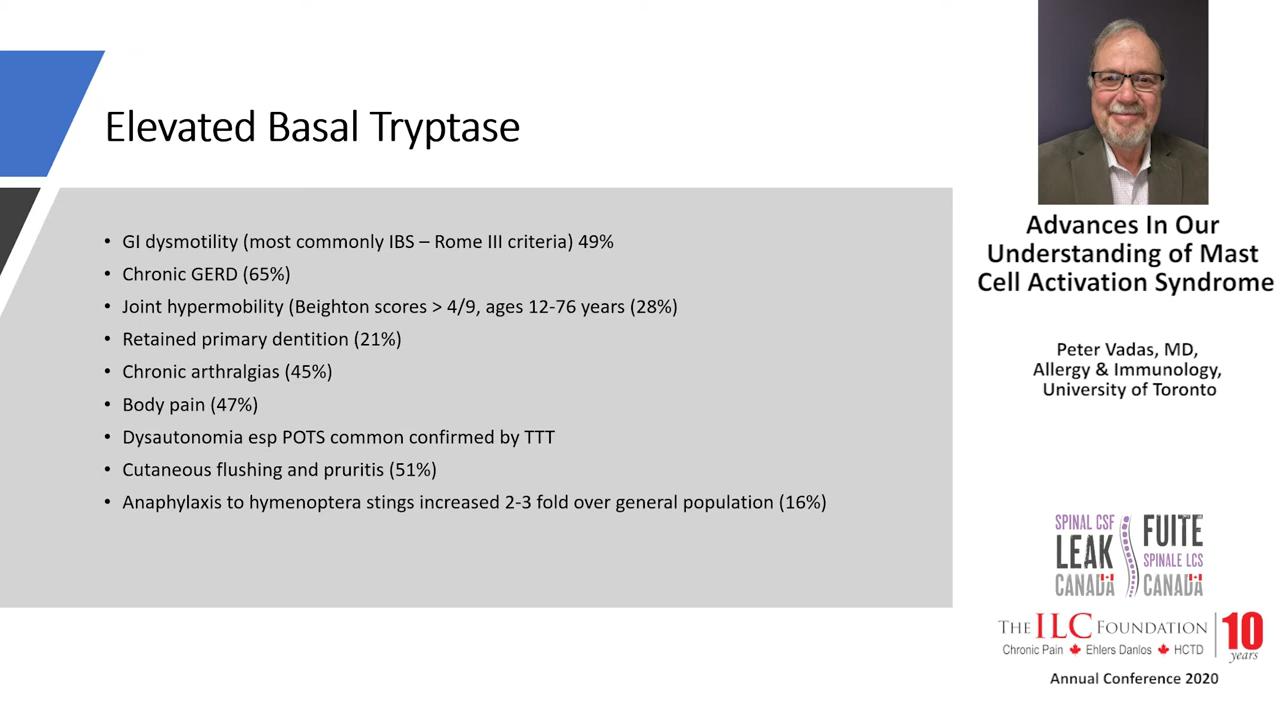 Elevated Basal Tryptase
• GI dysmotility (most commonly IBS – Rome III criteria) 49%
• Chronic GERD (65%)
• Joint hypermobility (Beighton scores > 4/9, ages 12-76 years (28%)
• Retained primary dentition (21%)
• Chronic arthralgias (45%)
• Body pain (47%)
• Dysautonomia esp POTS common confirmed by TTT
• Cutaneous flushing and pruritis (51%)
• Anaphylaxis to hymenoptera stings increased 2-3 fold over general population (16%)
Advances In Our
Understanding of Mast
Cell Activation Syndrome
Peter Vadas, MD,
Allergy & Immunology,
University of Toronto
SPINAL CSF
LEAK
CANADA
FUITE
SPINALE LCS
CANADA
THE ILC FOUNDATION
Chronic Pain Ehlers Danlos HCTD
10
years
Annual Conference 2020